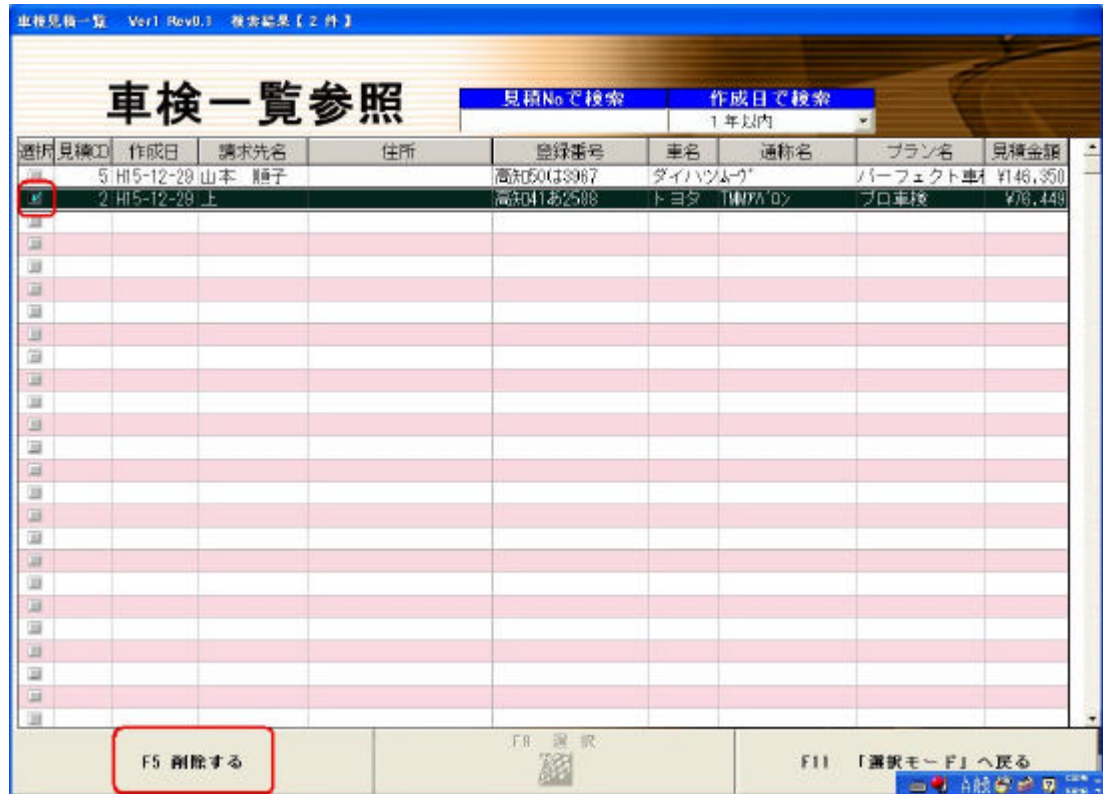 車検見積一覧 Ver1 Rev0.1 検索結果【 2 件 】
車検一覧参照
見積Noで検索 作成日で検索
1 年以内
選択 見積ID 作成日 請求先名 住所 登録番号 車名 通称名 プラン名 見積金額
5 H15-12-29 山本 順子 高知50は3967 ダイハツ ムーヴ パーフェクト車検 ¥146,350
2 H15-12-29 上 高知41あ2588 トヨタ プロ車検 ¥76,449
F5 削除する
F8 選 択
F11 「選択モード」へ戻る
A般